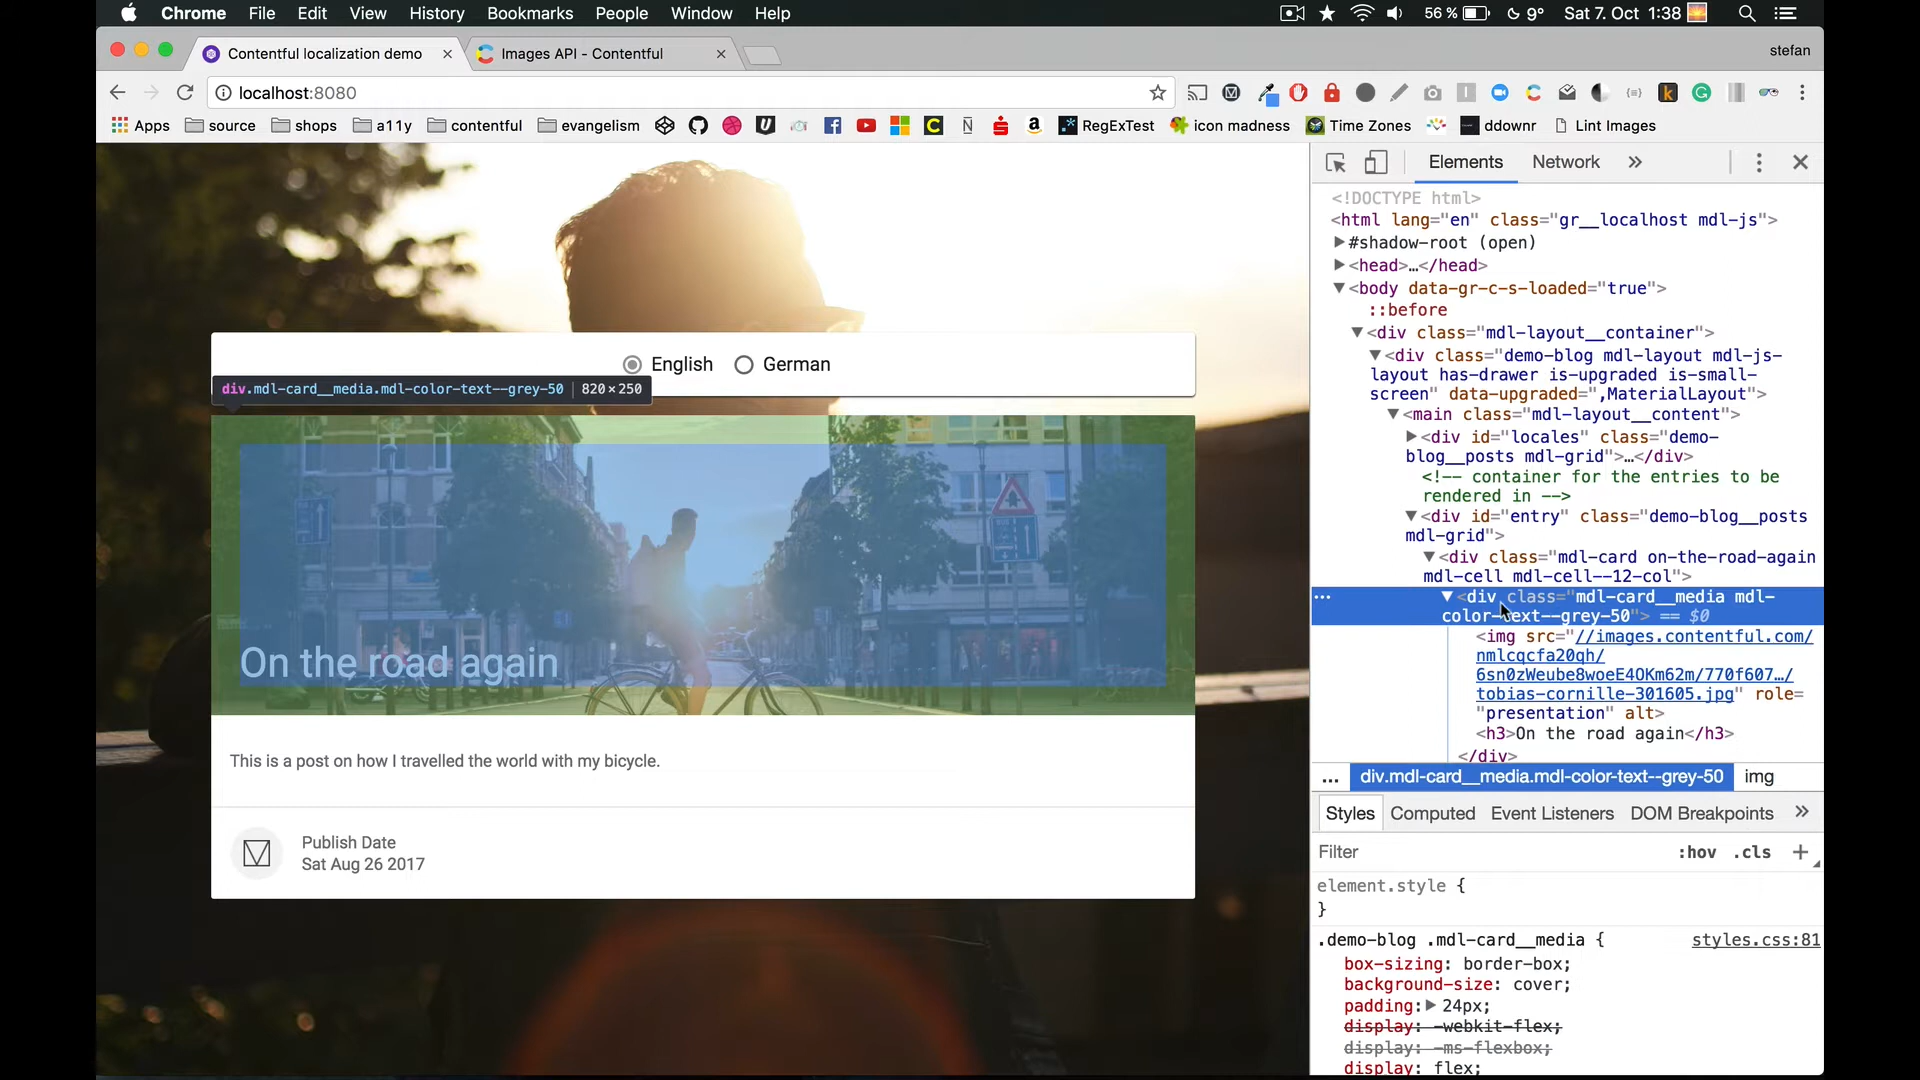 Chrome File Edit View History Bookmarks People Window Help 56 % 9° Sat 7. Oct 1:38
Contentful localization demo Images API - Contentful stefan
localhost:8080
Apps source shops a11y contentful evangelism RegExTest icon madness Time Zones ddownr Lint Images
English German
div.mdl-card__media.mdl-color-text--grey-50 | 820×250
On the road again
This is a post on how I travelled the world with my bicycle.
Publish Date
Sat Aug 26 2017
Elements Network »
<!DOCTYPE html>
<html lang="en" class="gr__localhost mdl-js">
▶#shadow-root (open)
▶<head>…</head>
▼<body data-gr-c-s-loaded="true">
::before
▼<div class="mdl-layout__container">
▼<div class="demo-blog mdl-layout mdl-js-
layout has-drawer is-upgraded is-small-
screen" data-upgraded=",MaterialLayout">
▼<main class="mdl-layout__content">
▶<div id="locales" class="demo-
blog__posts mdl-grid">…</div>
<!-- container for the entries to be
rendered in -->
▼<div id="entry" class="demo-blog__posts
mdl-grid">
▼<div class="mdl-card on-the-road-again
mdl-cell mdl-cell--12-col">
… ▼<div class="mdl-card__media mdl-
color-text--grey-50"> == $0
<img src="//images.contentful.com/
nmlcqcfa20qh/
6sn0zWeube8woeE4OKm62m/770f607…/
tobias-cornille-301605.jpg" role=
"presentation" alt>
<h3>On the road again</h3>
</div>
... div.mdl-card__media.mdl-color-text--grey-50 img
Styles Computed Event Listeners DOM Breakpoints »
Filter :hov .cls +
element.style {
}
.demo-blog .mdl-card__media { styles.css:81
box-sizing: border-box;
background-size: cover;
padding:▶ 24px;
display: -webkit-flex;
display: -ms-flexbox;
display: flex;